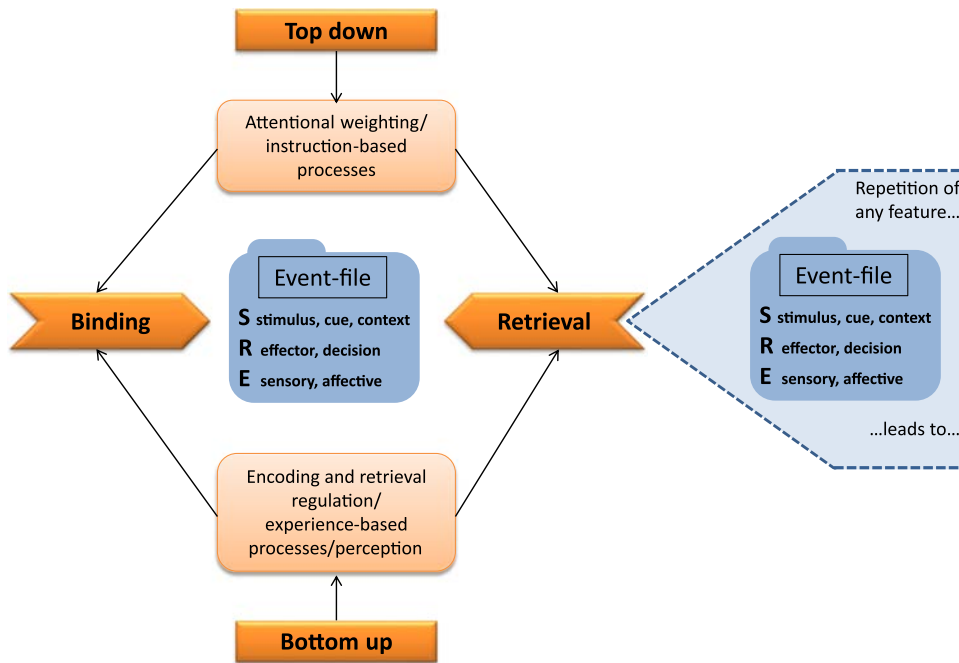 Top down
Attentional weighting/
instruction-based
processes
Binding
Event-file
S stimulus, cue, context
R effector, decision
E sensory, affective
Retrieval
Repetition of
any feature...
Event-file
S stimulus, cue, context
R effector, decision
E sensory, affective
...leads to...
Encoding and retrieval
regulation/
experience-based
processes/perception
Bottom up